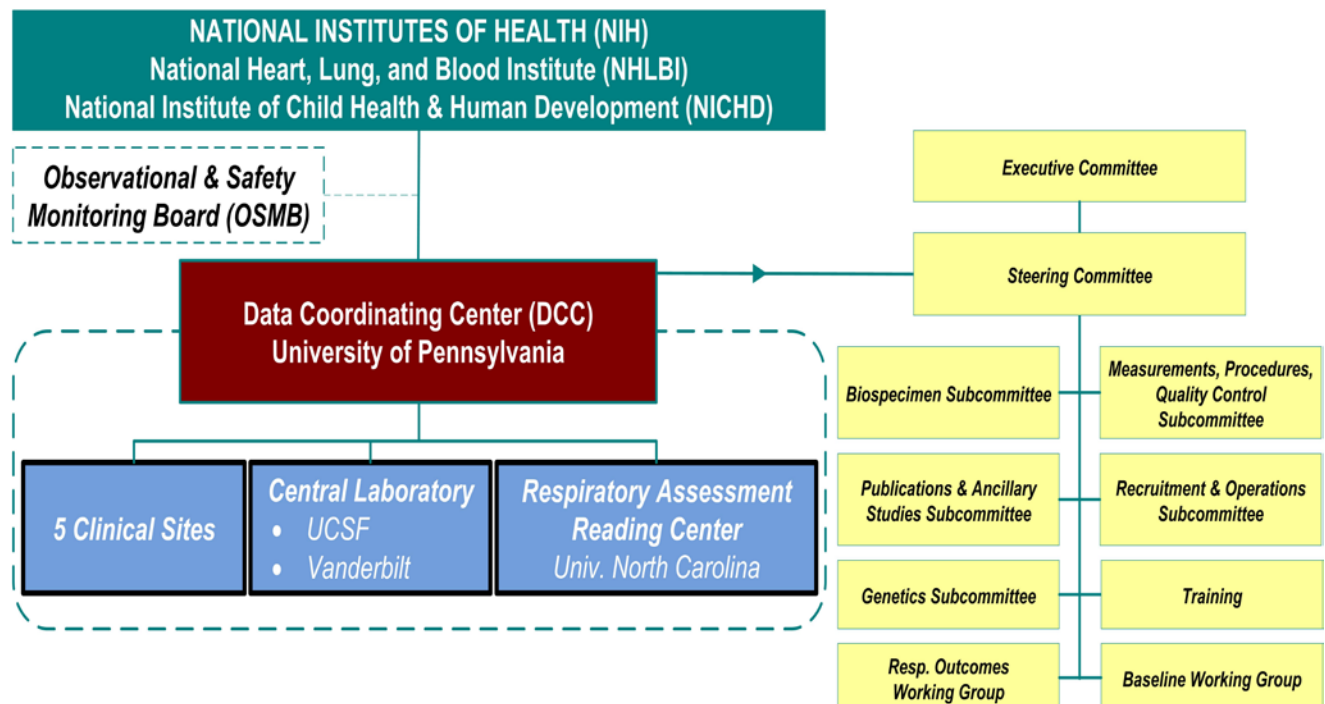 NATIONAL INSTITUTES OF HEALTH (NIH)
National Heart, Lung, and Blood Institute (NHLBI)
National Institute of Child Health & Human Development (NICHD)
Observational & Safety
Monitoring Board (OSMB)
Data Coordinating Center (DCC)
University of Pennsylvania
5 Clinical Sites
Central Laboratory
• UCSF
• Vanderbilt
Respiratory Assessment
Reading Center
Univ. North Carolina
Executive Committee
Steering Committee
Biospecimen Subcommittee
Measurements, Procedures,
Quality Control
Subcommittee
Publications & Ancillary
Studies Subcommittee
Recruitment & Operations
Subcommittee
Genetics Subcommittee
Training
Resp. Outcomes
Working Group
Baseline Working Group